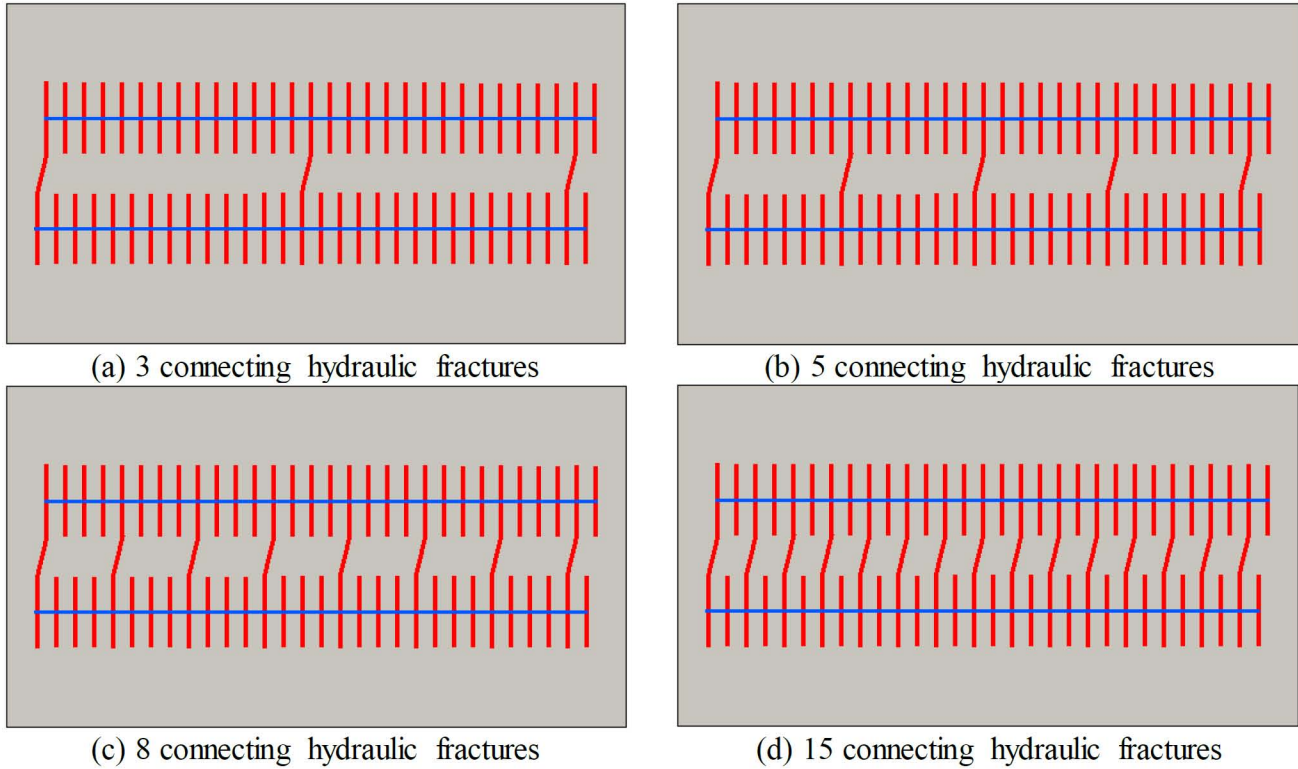 (a) 3 connecting hydraulic fractures
(b) 5 connecting hydraulic fractures
(c) 8 connecting hydraulic fractures
(d) 15 connecting hydraulic fractures